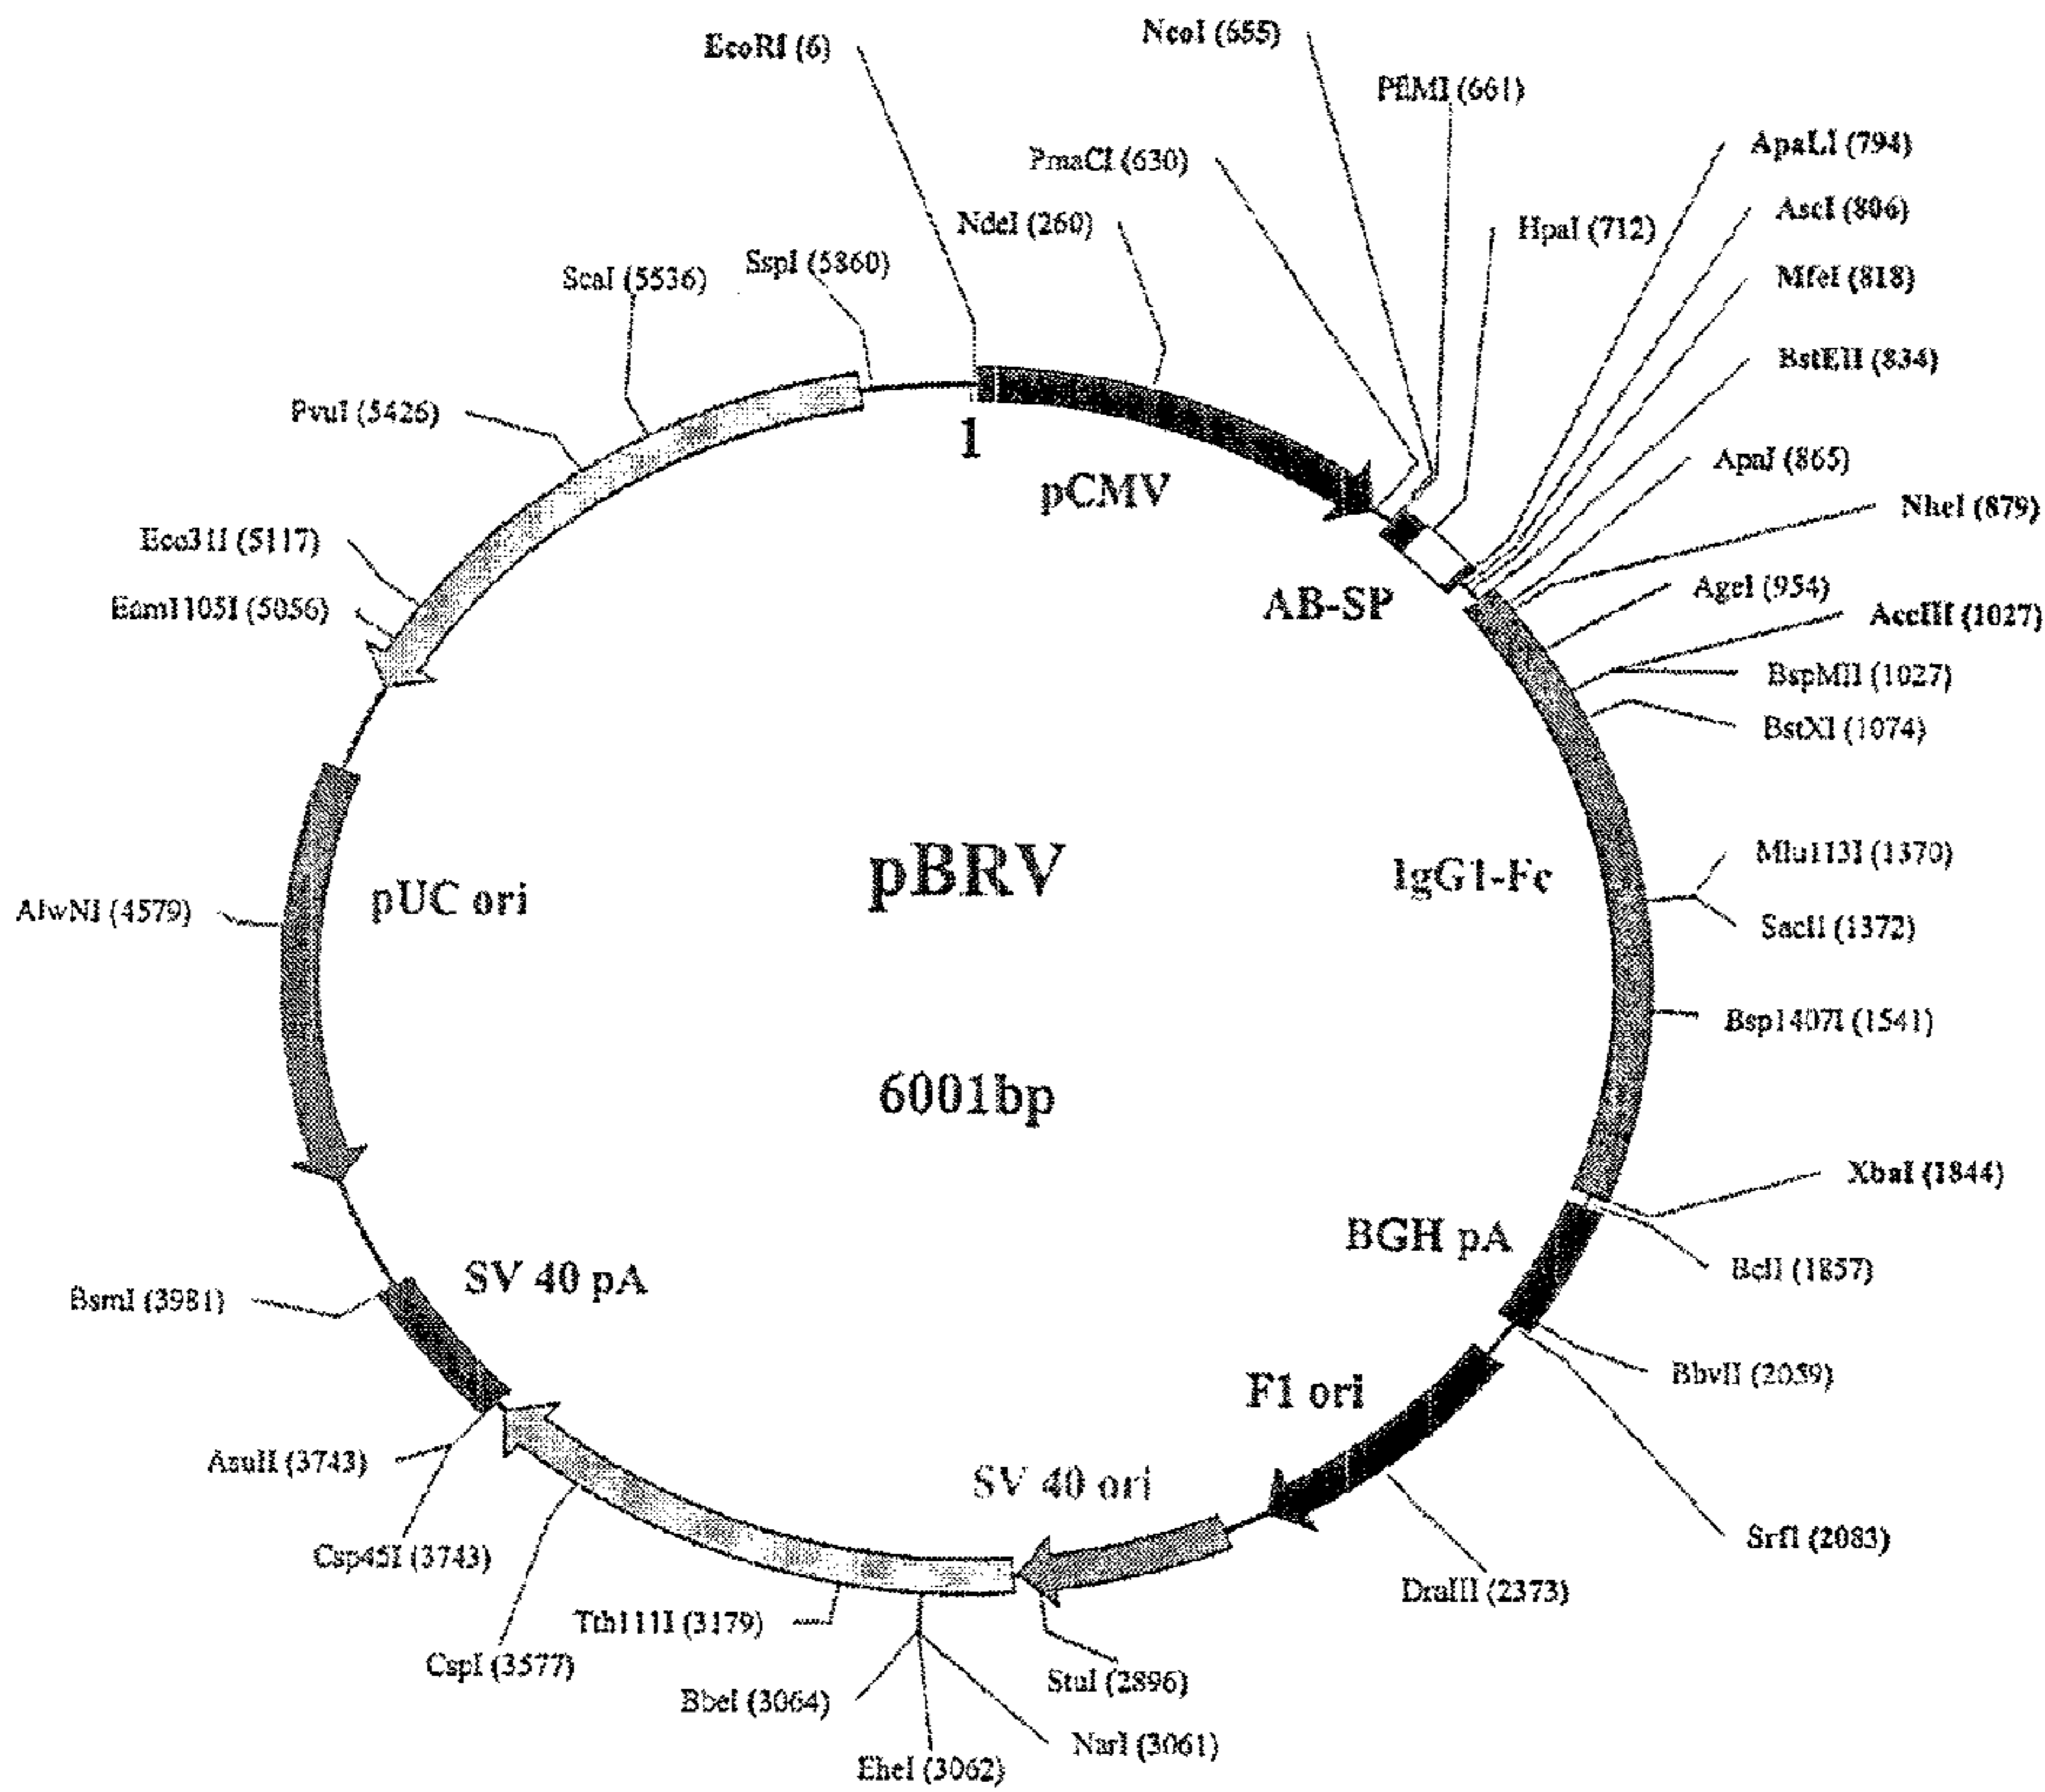 EcoRI (6)
NcoI (655)
PflMI (661)
PmaCI (630)
ApaLI (794)
AscI (806)
NdeI (260)
HpaI (712)
MfeI (818)
SspI (5860)
ScaI (5536)
BstEII (834)
PvuI (5426)
1
ApaI (865)
pCMV
NheI (879)
Eco31I (5117)
AgeI (954)
AB-SP
Eam1105I (5056)
AccIII (1027)
BspMII (1027)
BstXI (1074)
pBRV
Mlu113I (1370)
IgG1-Fc
pUC ori
AlwNI (4579)
SacII (1372)
Bsp1407I (1541)
6001bp
XbaI (1844)
BGH pA
BclI (1857)
SV 40 pA
BsmI (3981)
BbvII (2059)
F1 ori
AsuII (3743)
SV 40 ori
SrfI (2083)
Csp45I (3743)
DraIII (2373)
Tth111I (3179)
CspI (3577)
StuI (2896)
BbeI (3064)
NarI (3061)
EheI (3062)